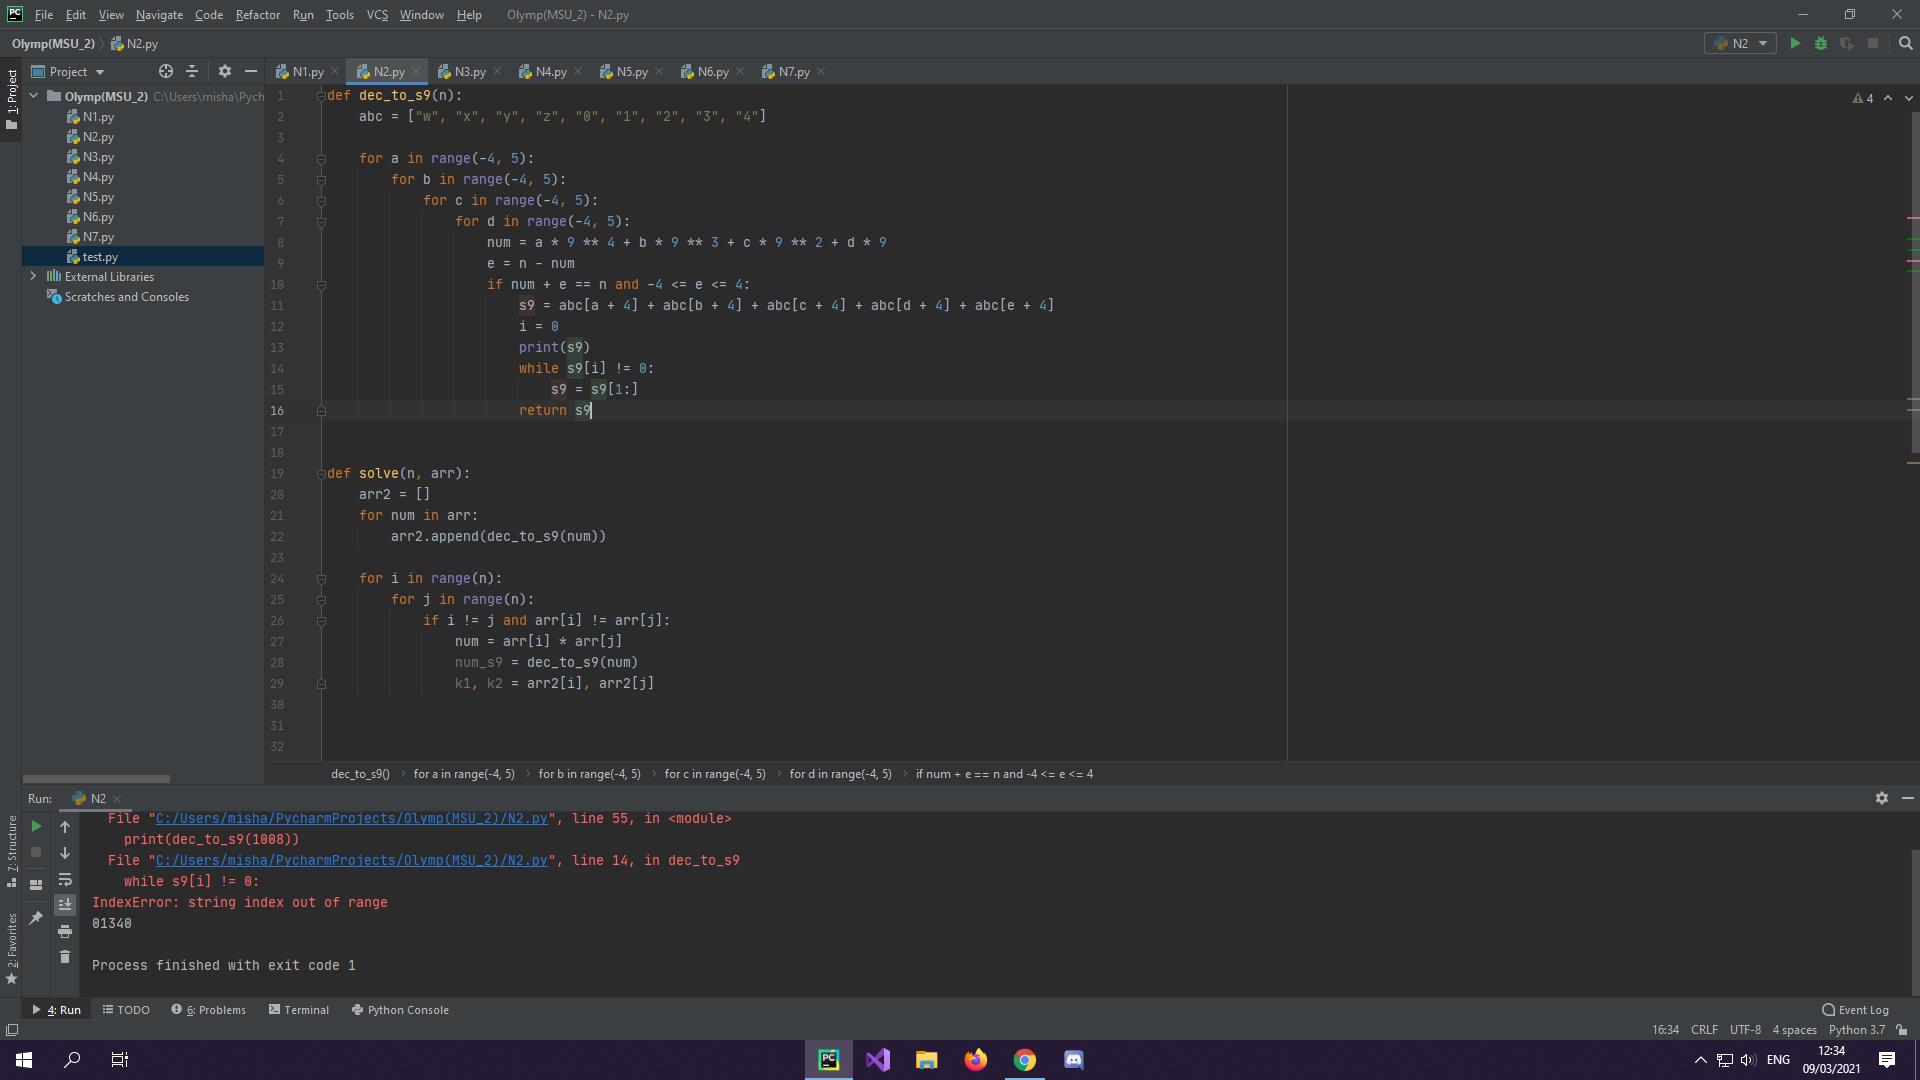 File Edit View Navigate Code Refactor Run Tools VCS Window Help Olymp(MSU_2) - N2.py
Olymp(MSU_2) N2.py N2
1: Project
Project
N1.py N2.py N3.py N4.py N5.py N6.py N7.py
Olymp(MSU_2) C:\Users\misha\Pych
N1.py
N2.py
N3.py
N4.py
N5.py
N6.py
N7.py
test.py
External Libraries
Scratches and Consoles
4
1 def dec_to_s9(n):
2 abc = ["w", "x", "y", "z", "0", "1", "2", "3", "4"]
3
4 for a in range(-4, 5):
5 for b in range(-4, 5):
6 for c in range(-4, 5):
7 for d in range(-4, 5):
8 num = a * 9 ** 4 + b * 9 ** 3 + c * 9 ** 2 + d * 9
9 e = n - num
10 if num + e == n and -4 <= e <= 4:
11 s9 = abc[a + 4] + abc[b + 4] + abc[c + 4] + abc[d + 4] + abc[e + 4]
12 i = 0
13 print(s9)
14 while s9[i] != 0:
15 s9 = s9[1:]
16 return s9
17
18
19 def solve(n, arr):
20 arr2 = []
21 for num in arr:
22 arr2.append(dec_to_s9(num))
23
24 for i in range(n):
25 for j in range(n):
26 if i != j and arr[i] != arr[j]:
27 num = arr[i] * arr[j]
28 num_s9 = dec_to_s9(num)
29 k1, k2 = arr2[i], arr2[j]
30
31
32
dec_to_s9() for a in range(-4, 5) for b in range(-4, 5) for c in range(-4, 5) for d in range(-4, 5) if num + e == n and -4 <= e <= 4
Run: N2
7: Structure
2: Favorites
File "C:/Users/misha/PycharmProjects/Olymp(MSU_2)/N2.py", line 55, in <module>
print(dec_to_s9(1008))
File "C:/Users/misha/PycharmProjects/Olymp(MSU_2)/N2.py", line 14, in dec_to_s9
while s9[i] != 0:
IndexError: string index out of range
01340
Process finished with exit code 1
4: Run TODO 6: Problems Terminal Python Console Event Log
16:34 CRLF UTF-8 4 spaces Python 3.7
PC ENG 12:34
09/03/2021